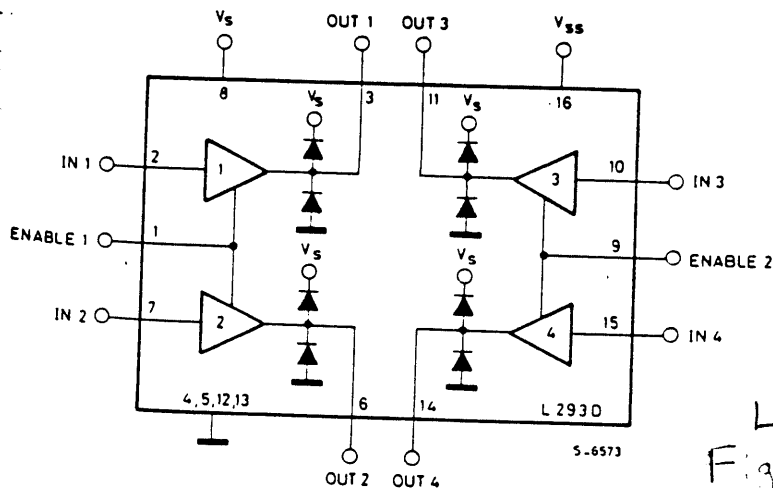 Vs OUT 1 OUT 3 Vss
8 3 11 16
Vs Vs
IN 1 2 1 3 10 IN 3
ENABLE 1 1 9 ENABLE 2
Vs Vs
IN 2 7 2 4 15 IN 4
4,5,12,13 6 14 L293D
S-6573
OUT 2 OUT 4
L
Fig